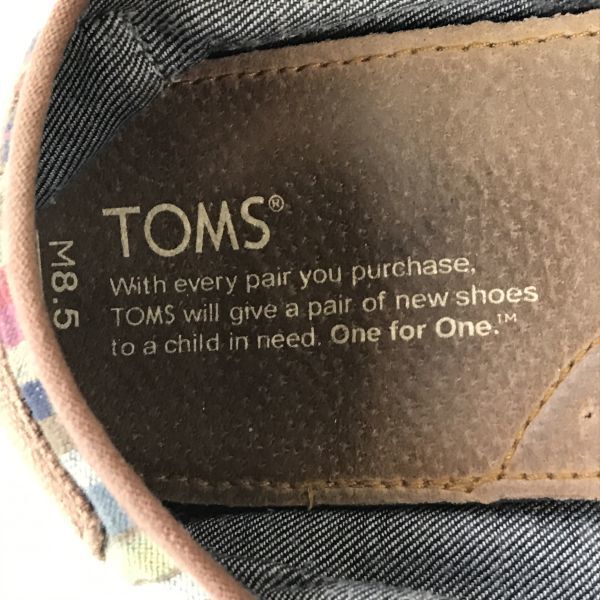 TOMS®
With every pair you purchase,
TOMS will give a pair of new shoes
to a child in need. One for One.™
M8.5